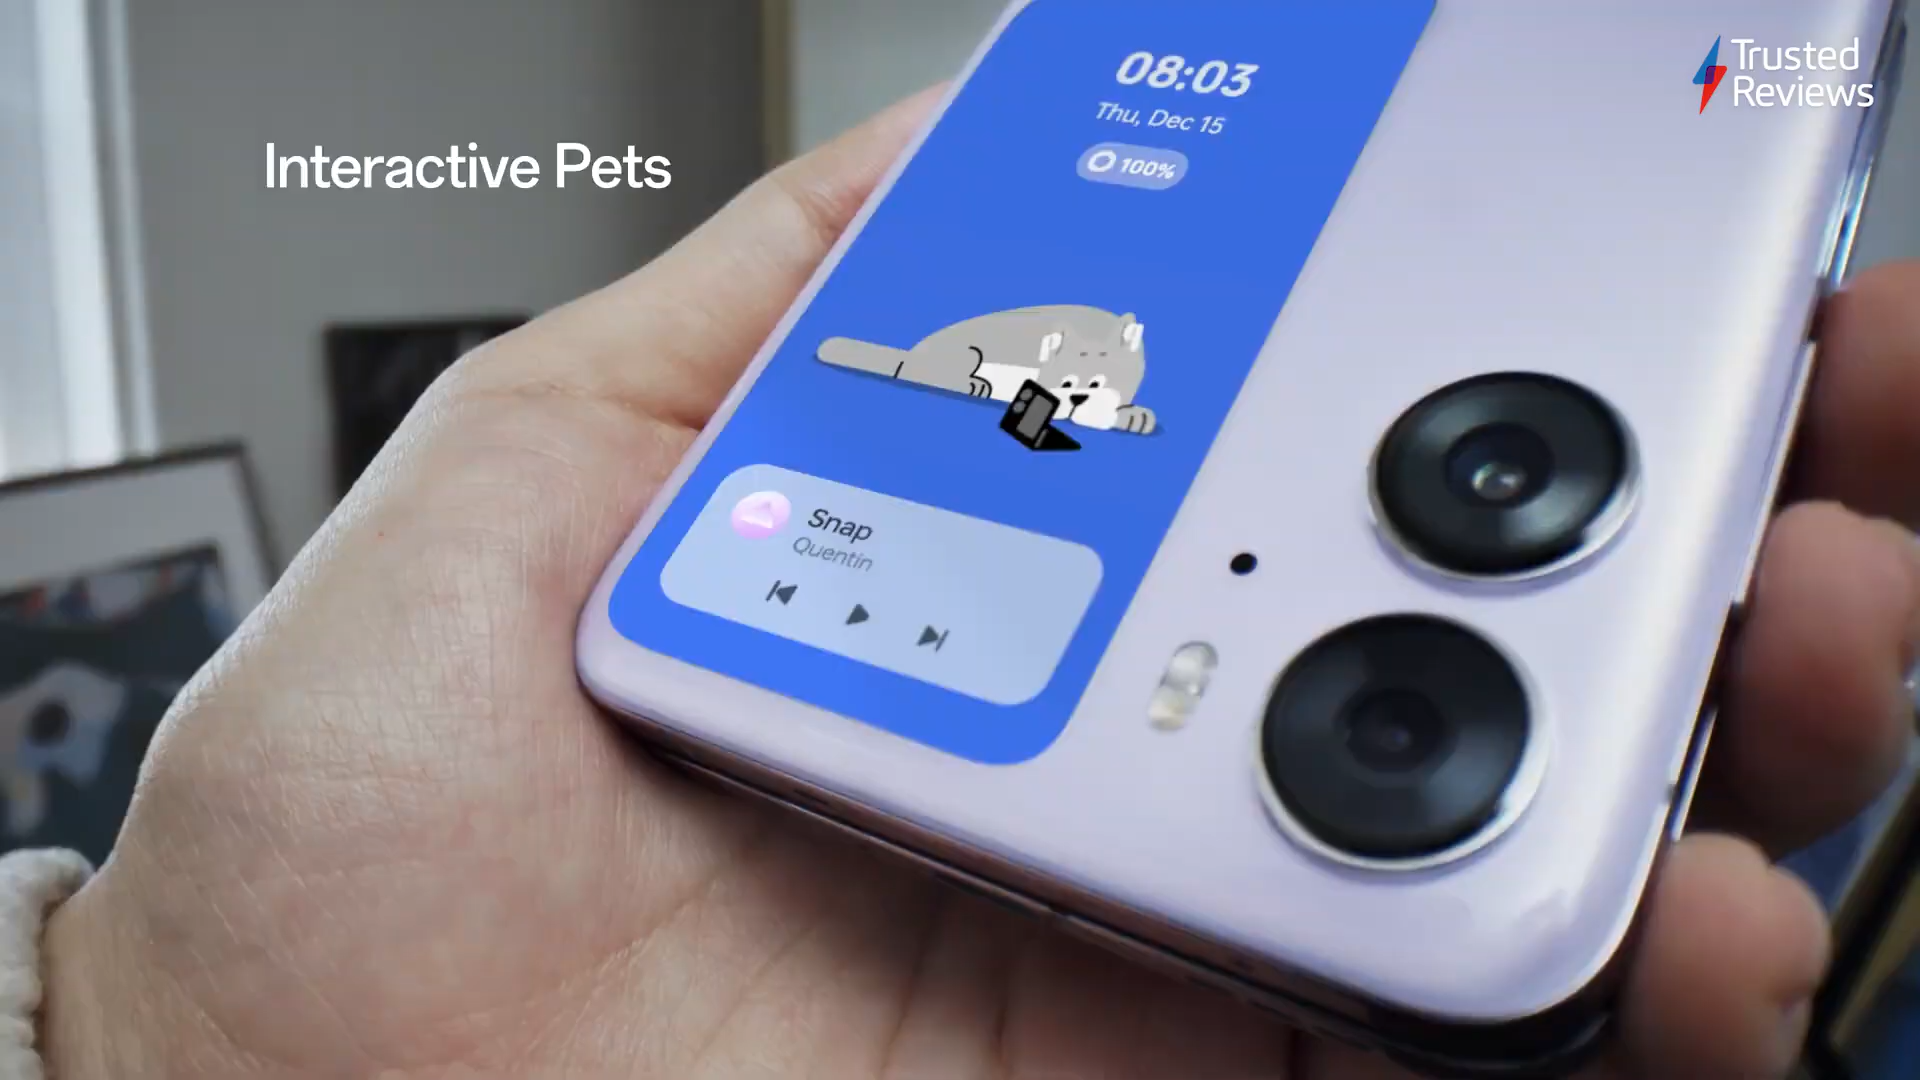 Interactive Pets
Trusted
Reviews
08:03
Thu, Dec 15
100%
Snap
Quentin